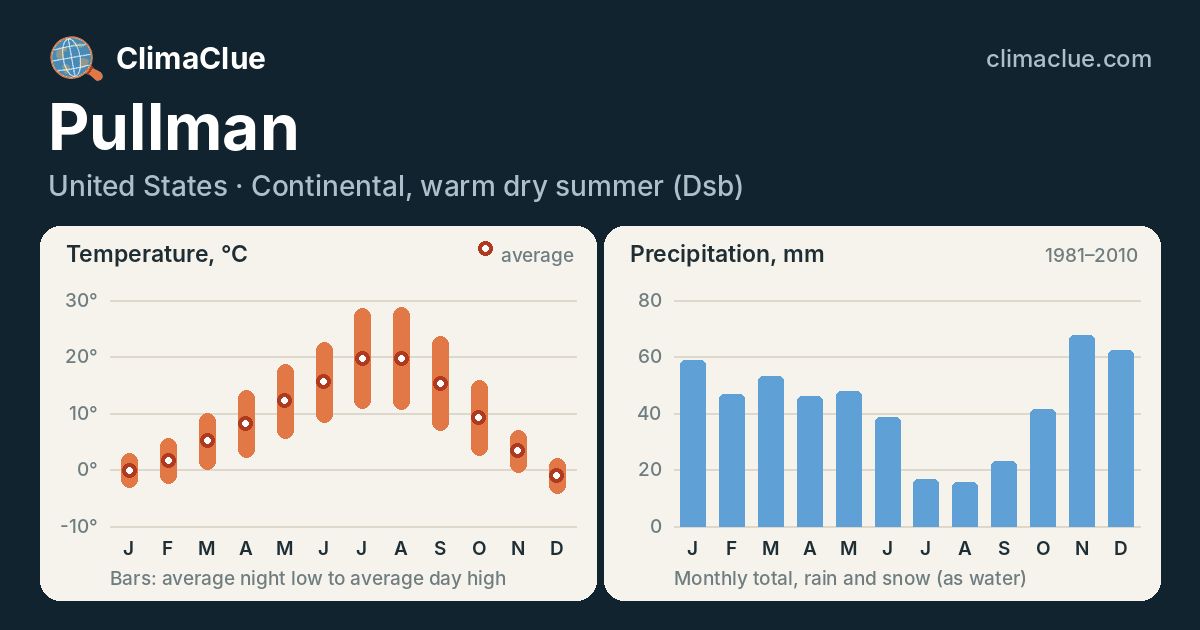 ClimaClue
climaclue.com
Pullman
United States · Continental, warm dry summer (Dsb)
Temperature, °C
average
30°
20°
10°
0°
-10°
J F M A M J J A S O N D
Bars: average night low to average day high
Precipitation, mm
1981–2010
80
60
40
20
0
J F M A M J J A S O N D
Monthly total, rain and snow (as water)